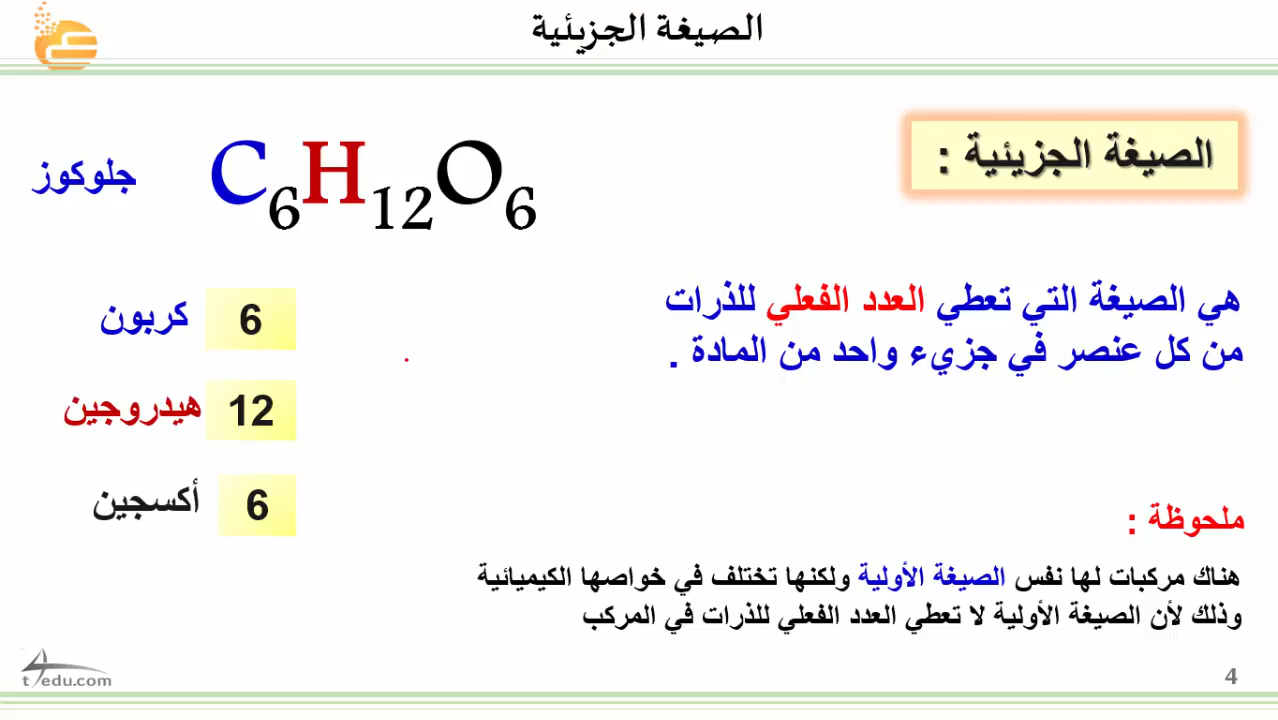 الصيغة الجزيئية
الصيغة الجزيئية :
C6H12O6
جلوكوز
هي الصيغة التي تعطي العدد الفعلي للذرات
من كل عنصر في جزيء واحد من المادة .
6 كربون
12 هيدروجين
6 أكسجين
ملحوظة :
هناك مركبات لها نفس الصيغة الأولية ولكنها تختلف في خواصها الكيميائية
وذلك لأن الصيغة الأولية لا تعطي العدد الفعلي للذرات في المركب
t4edu.com
4